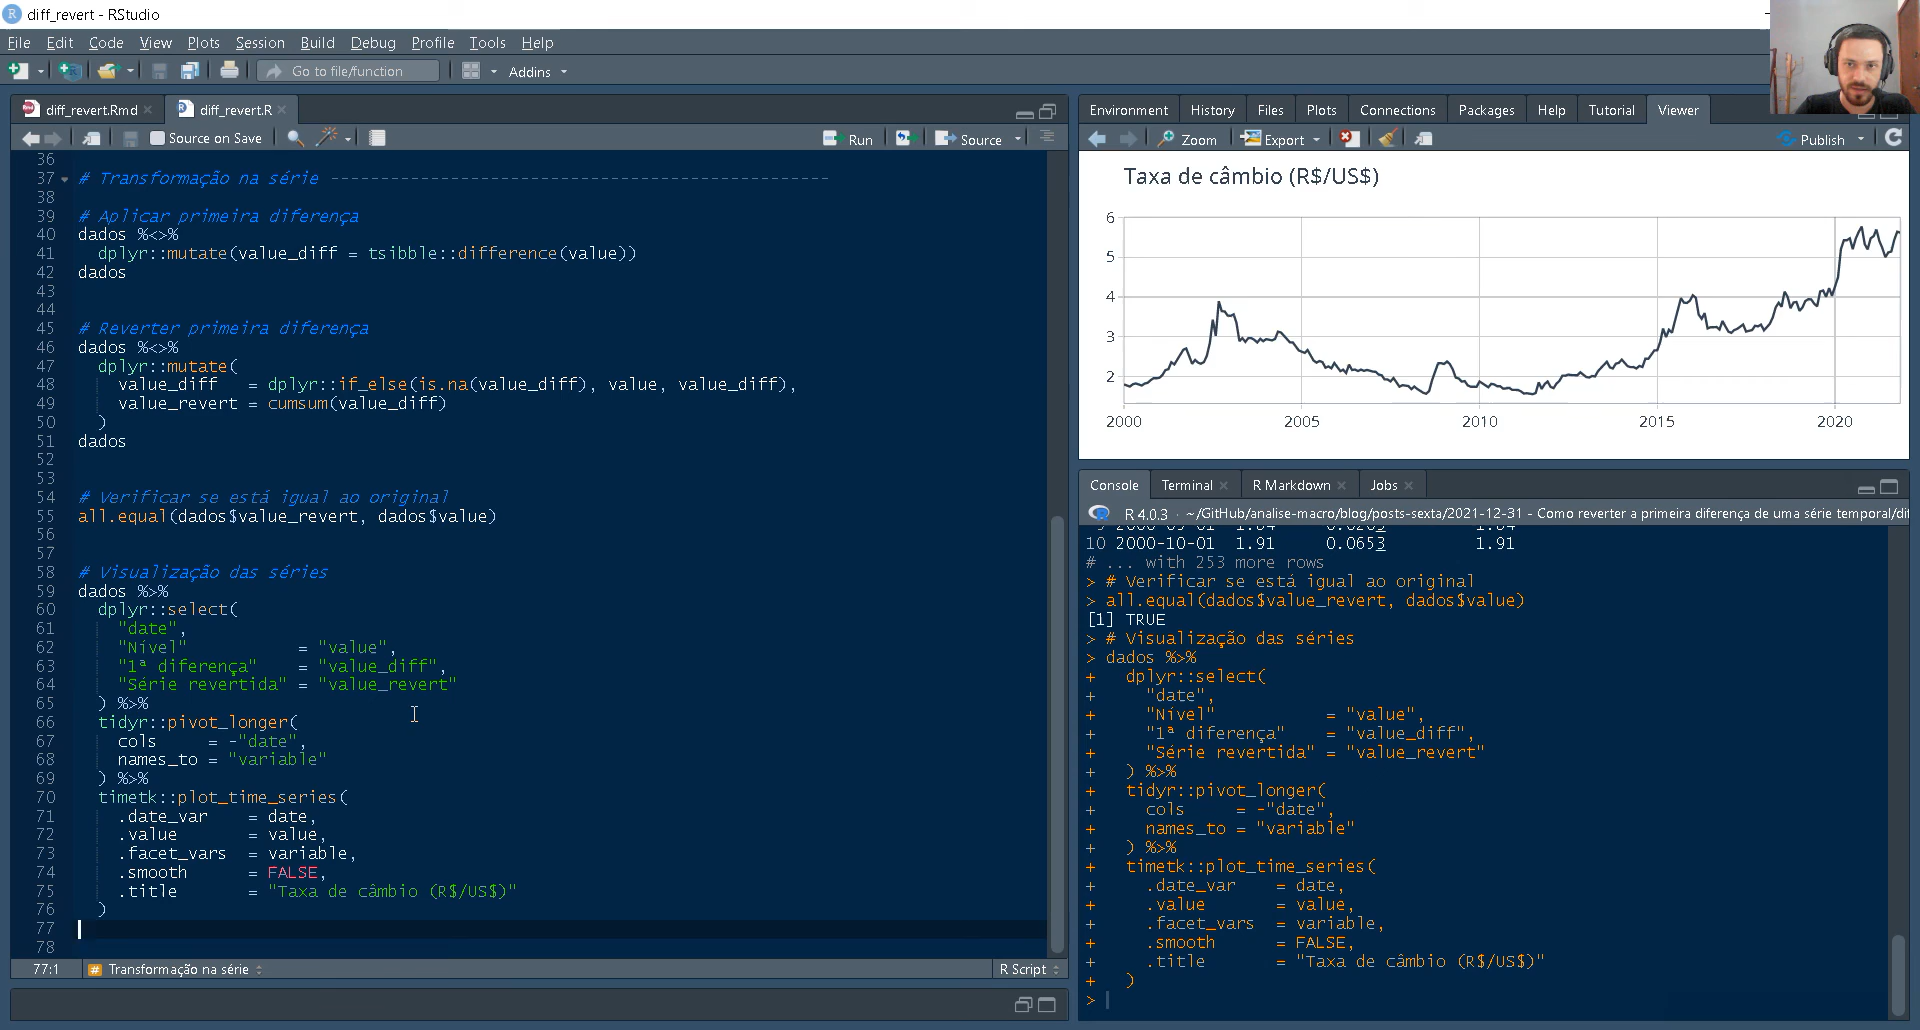 diff_revert - RStudio
File Edit Code View Plots Session Build Debug Profile Tools Help
Go to file/function Addins
diff_revert.Rmd diff_revert.R
Source on Save Run Source
36
37 # Transformação na série --------------------------------------------------
38
39 # Aplicar primeira diferença
40 dados %<>%
41 dplyr::mutate(value_diff = tsibble::difference(value))
42 dados
43
44
45 # Reverter primeira diferença
46 dados %<>%
47 dplyr::mutate(
48 value_diff = dplyr::if_else(is.na(value_diff), value, value_diff),
49 value_revert = cumsum(value_diff)
50 )
51 dados
52
53
54 # Verificar se está igual ao original
55 all.equal(dados$value_revert, dados$value)
56
57
58 # Visualização das séries
59 dados %>%
60 dplyr::select(
61 "date",
62 "Nível" = "value",
63 "1ª diferença" = "value_diff",
64 "Série revertida" = "value_revert"
65 ) %>%
66 tidyr::pivot_longer(
67 cols = -"date",
68 names_to = "variable"
69 ) %>%
70 timetk::plot_time_series(
71 .date_var = date,
72 .value = value,
73 .facet_vars = variable,
74 .smooth = FALSE,
75 .title = "Taxa de câmbio (R$/US$)"
76 )
77
78
77:1 # Transformação na série R Script
Environment History Files Plots Connections Packages Help Tutorial Viewer
Zoom Export Publish
Taxa de câmbio (R$/US$)
6
5
4
3
2
2000 2005 2010 2015 2020
Console Terminal R Markdown Jobs
R 4.0.3 · ~/GitHub/analise-macro/blog/posts-sexta/2021-12-31 - Como reverter a primeira diferença de uma série temporal/di
10 2000-10-01 1.91 0.0653 1.91
# ... with 253 more rows
> # Verificar se está igual ao original
> all.equal(dados$value_revert, dados$value)
[1] TRUE
> # Visualização das séries
> dados %>%
+ dplyr::select(
+ "date",
+ "Nível" = "value",
+ "1ª diferença" = "value_diff",
+ "Série revertida" = "value_revert"
+ ) %>%
+ tidyr::pivot_longer(
+ cols = -"date",
+ names_to = "variable"
+ ) %>%
+ timetk::plot_time_series(
+ .date_var = date,
+ .value = value,
+ .facet_vars = variable,
+ .smooth = FALSE,
+ .title = "Taxa de câmbio (R$/US$)"
+ )
>